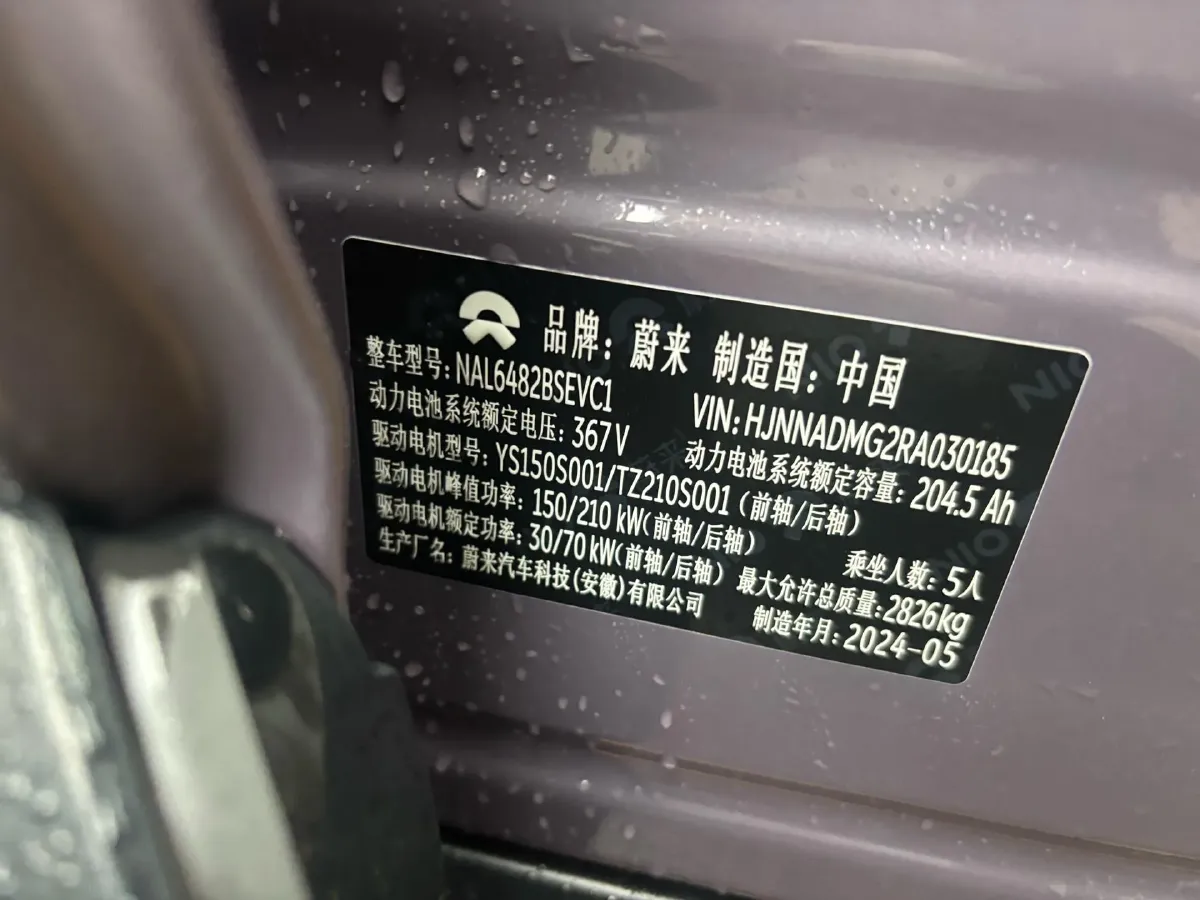 品牌：蔚来 制造国：中国
整车型号：NAL6482BSEVC1 VIN：HJNNADMG2RA030185
动力电池系统额定电压：367V 动力电池系统额定容量：204.5 Ah
驱动电机型号：YS150S001/TZ210S001（前轴/后轴）
驱动电机峰值功率：150/210 kW（前轴/后轴） 乘坐人数：5人
驱动电机额定功率：30/70 kW（前轴/后轴） 最大允许总质量：2826kg
生产厂名：蔚来汽车科技(安徽)有限公司 制造年月：2024-05
NIO
NIO